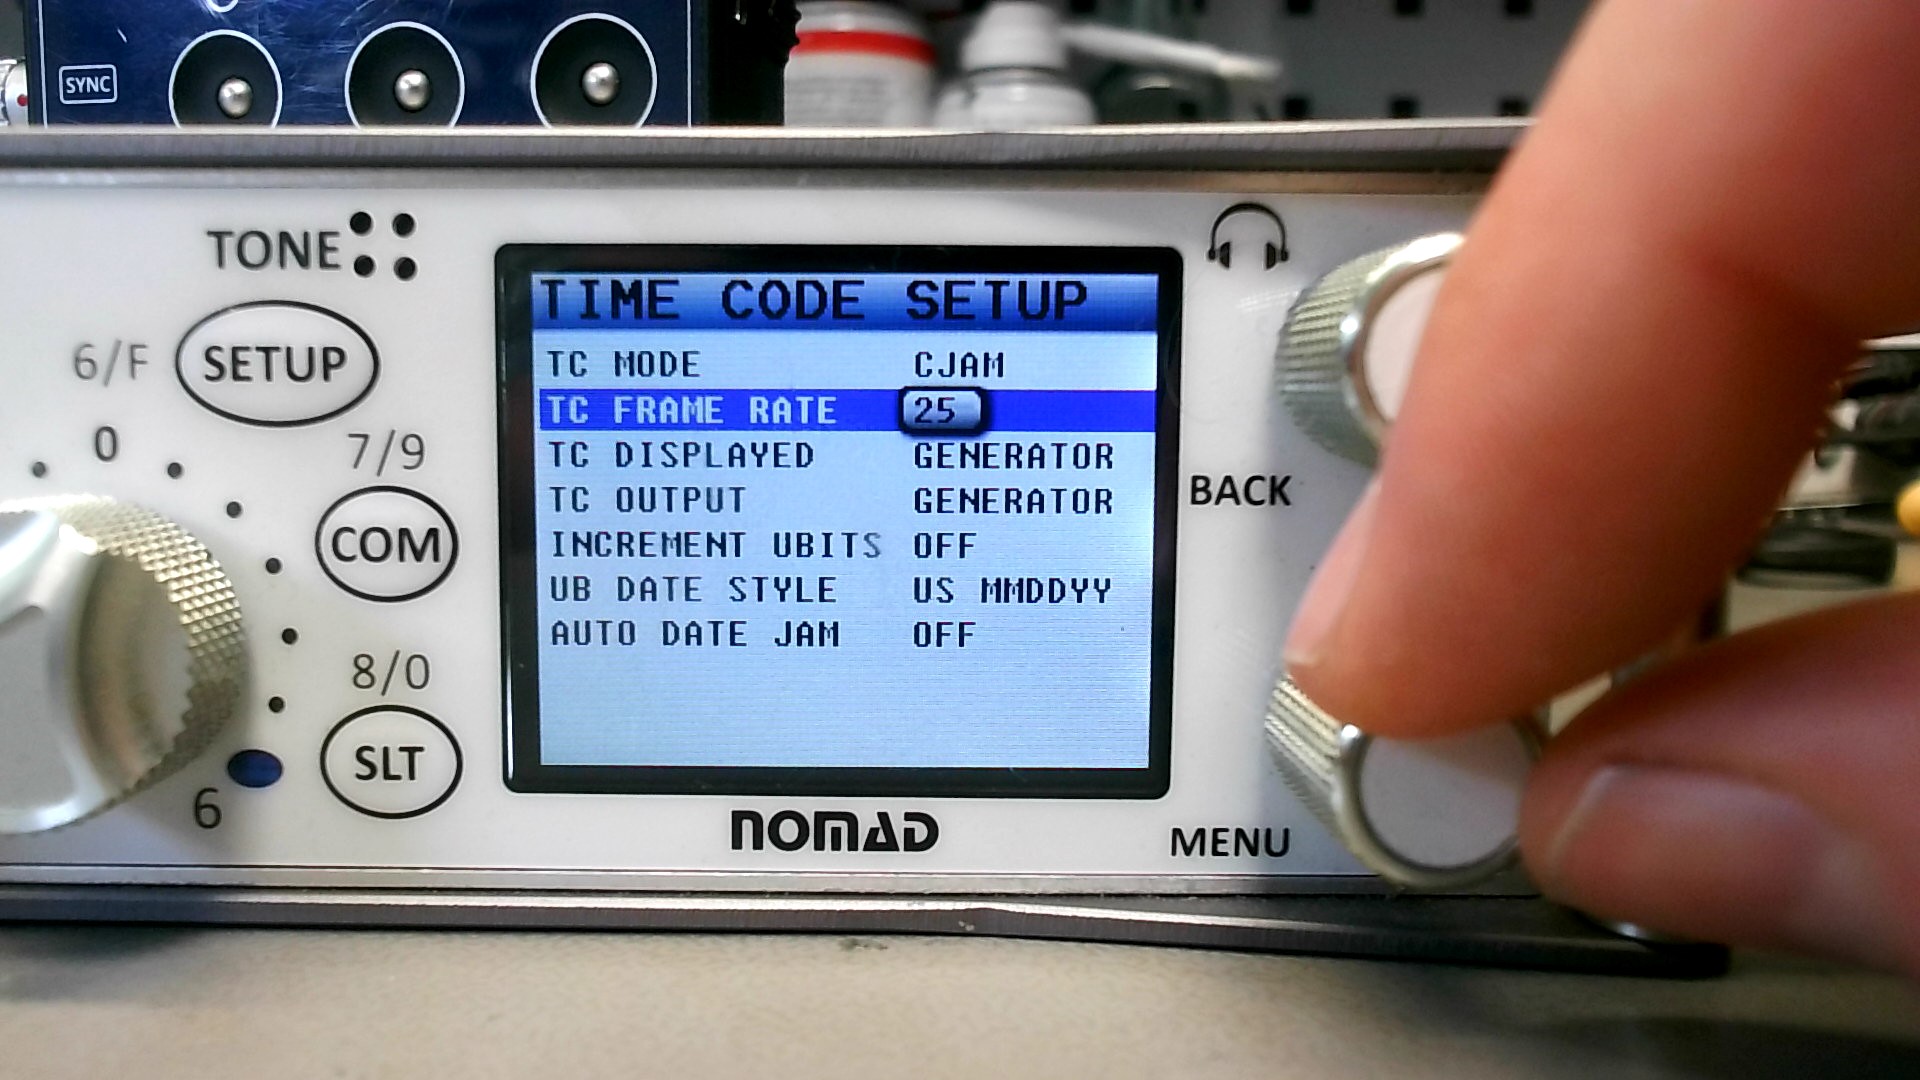 SYNC
TONE
6/F SETUP
0
7/9
COM
8/0
SLT
6
TIME CODE SETUP
TC MODE CJAM
TC FRAME RATE 25
TC DISPLAYED GENERATOR
TC OUTPUT GENERATOR
INCREMENT UBITS OFF
UB DATE STYLE US MMDDYY
AUTO DATE JAM OFF
NOMAD
BACK
MENU